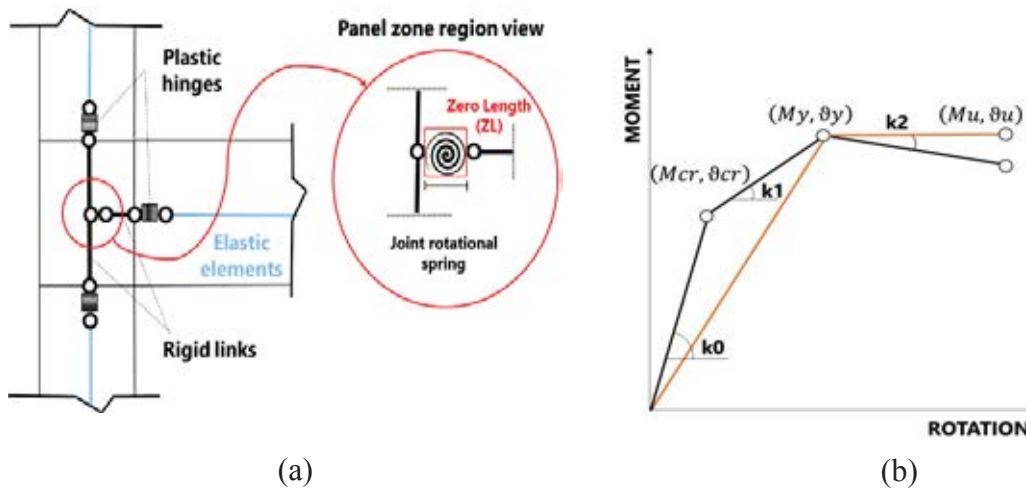 Panel zone region view
Plastic
hinges
Zero Length
(ZL)
Joint rotational
spring
Elastic
elements
Rigid links
(a)
MOMENT
(My, ϑy)
(Mu, ϑu)
k2
(Mcr, ϑcr)
k1
k0
ROTATION
(b)